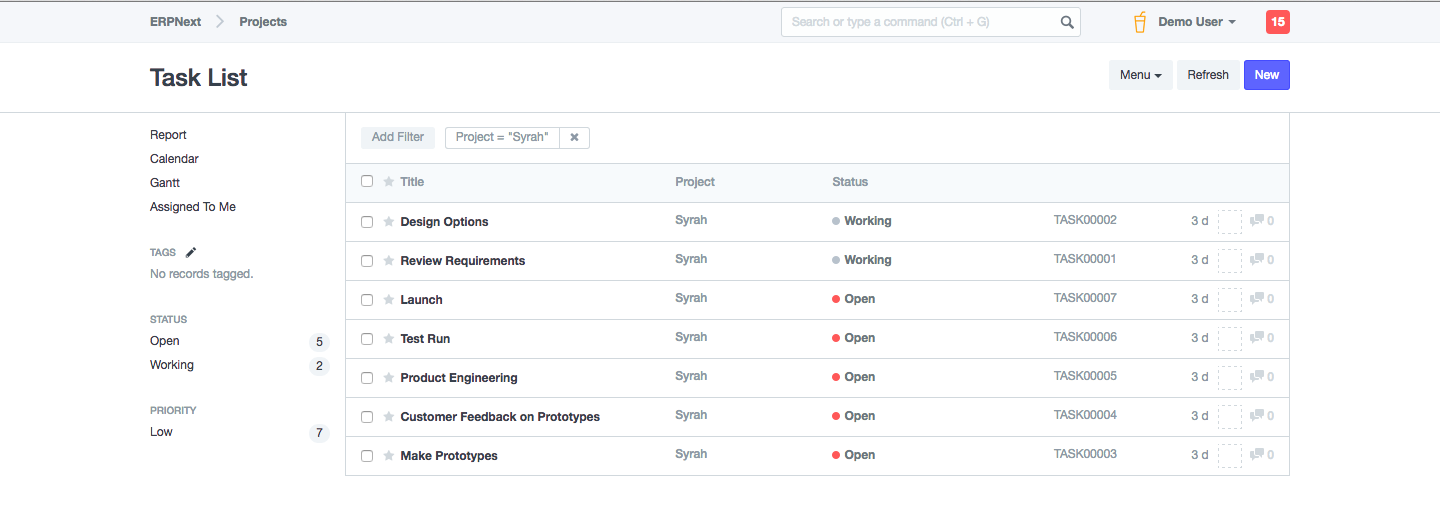 ERPNext Projects Search or type a command (Ctrl + G) Demo User 15
Task List Menu Refresh New
Report
Calendar
Gantt
Assigned To Me
TAGS
No records tagged.
STATUS
Open 5
Working 2
PRIORITY
Low 7
Add Filter Project = "Syrah"
Title Project Status
Design Options Syrah Working TASK00002 3 d 0
Review Requirements Syrah Working TASK00001 3 d 0
Launch Syrah Open TASK00007 3 d 0
Test Run Syrah Open TASK00006 3 d 0
Product Engineering Syrah Open TASK00005 3 d 0
Customer Feedback on Prototypes Syrah Open TASK00004 3 d 0
Make Prototypes Syrah Open TASK00003 3 d 0